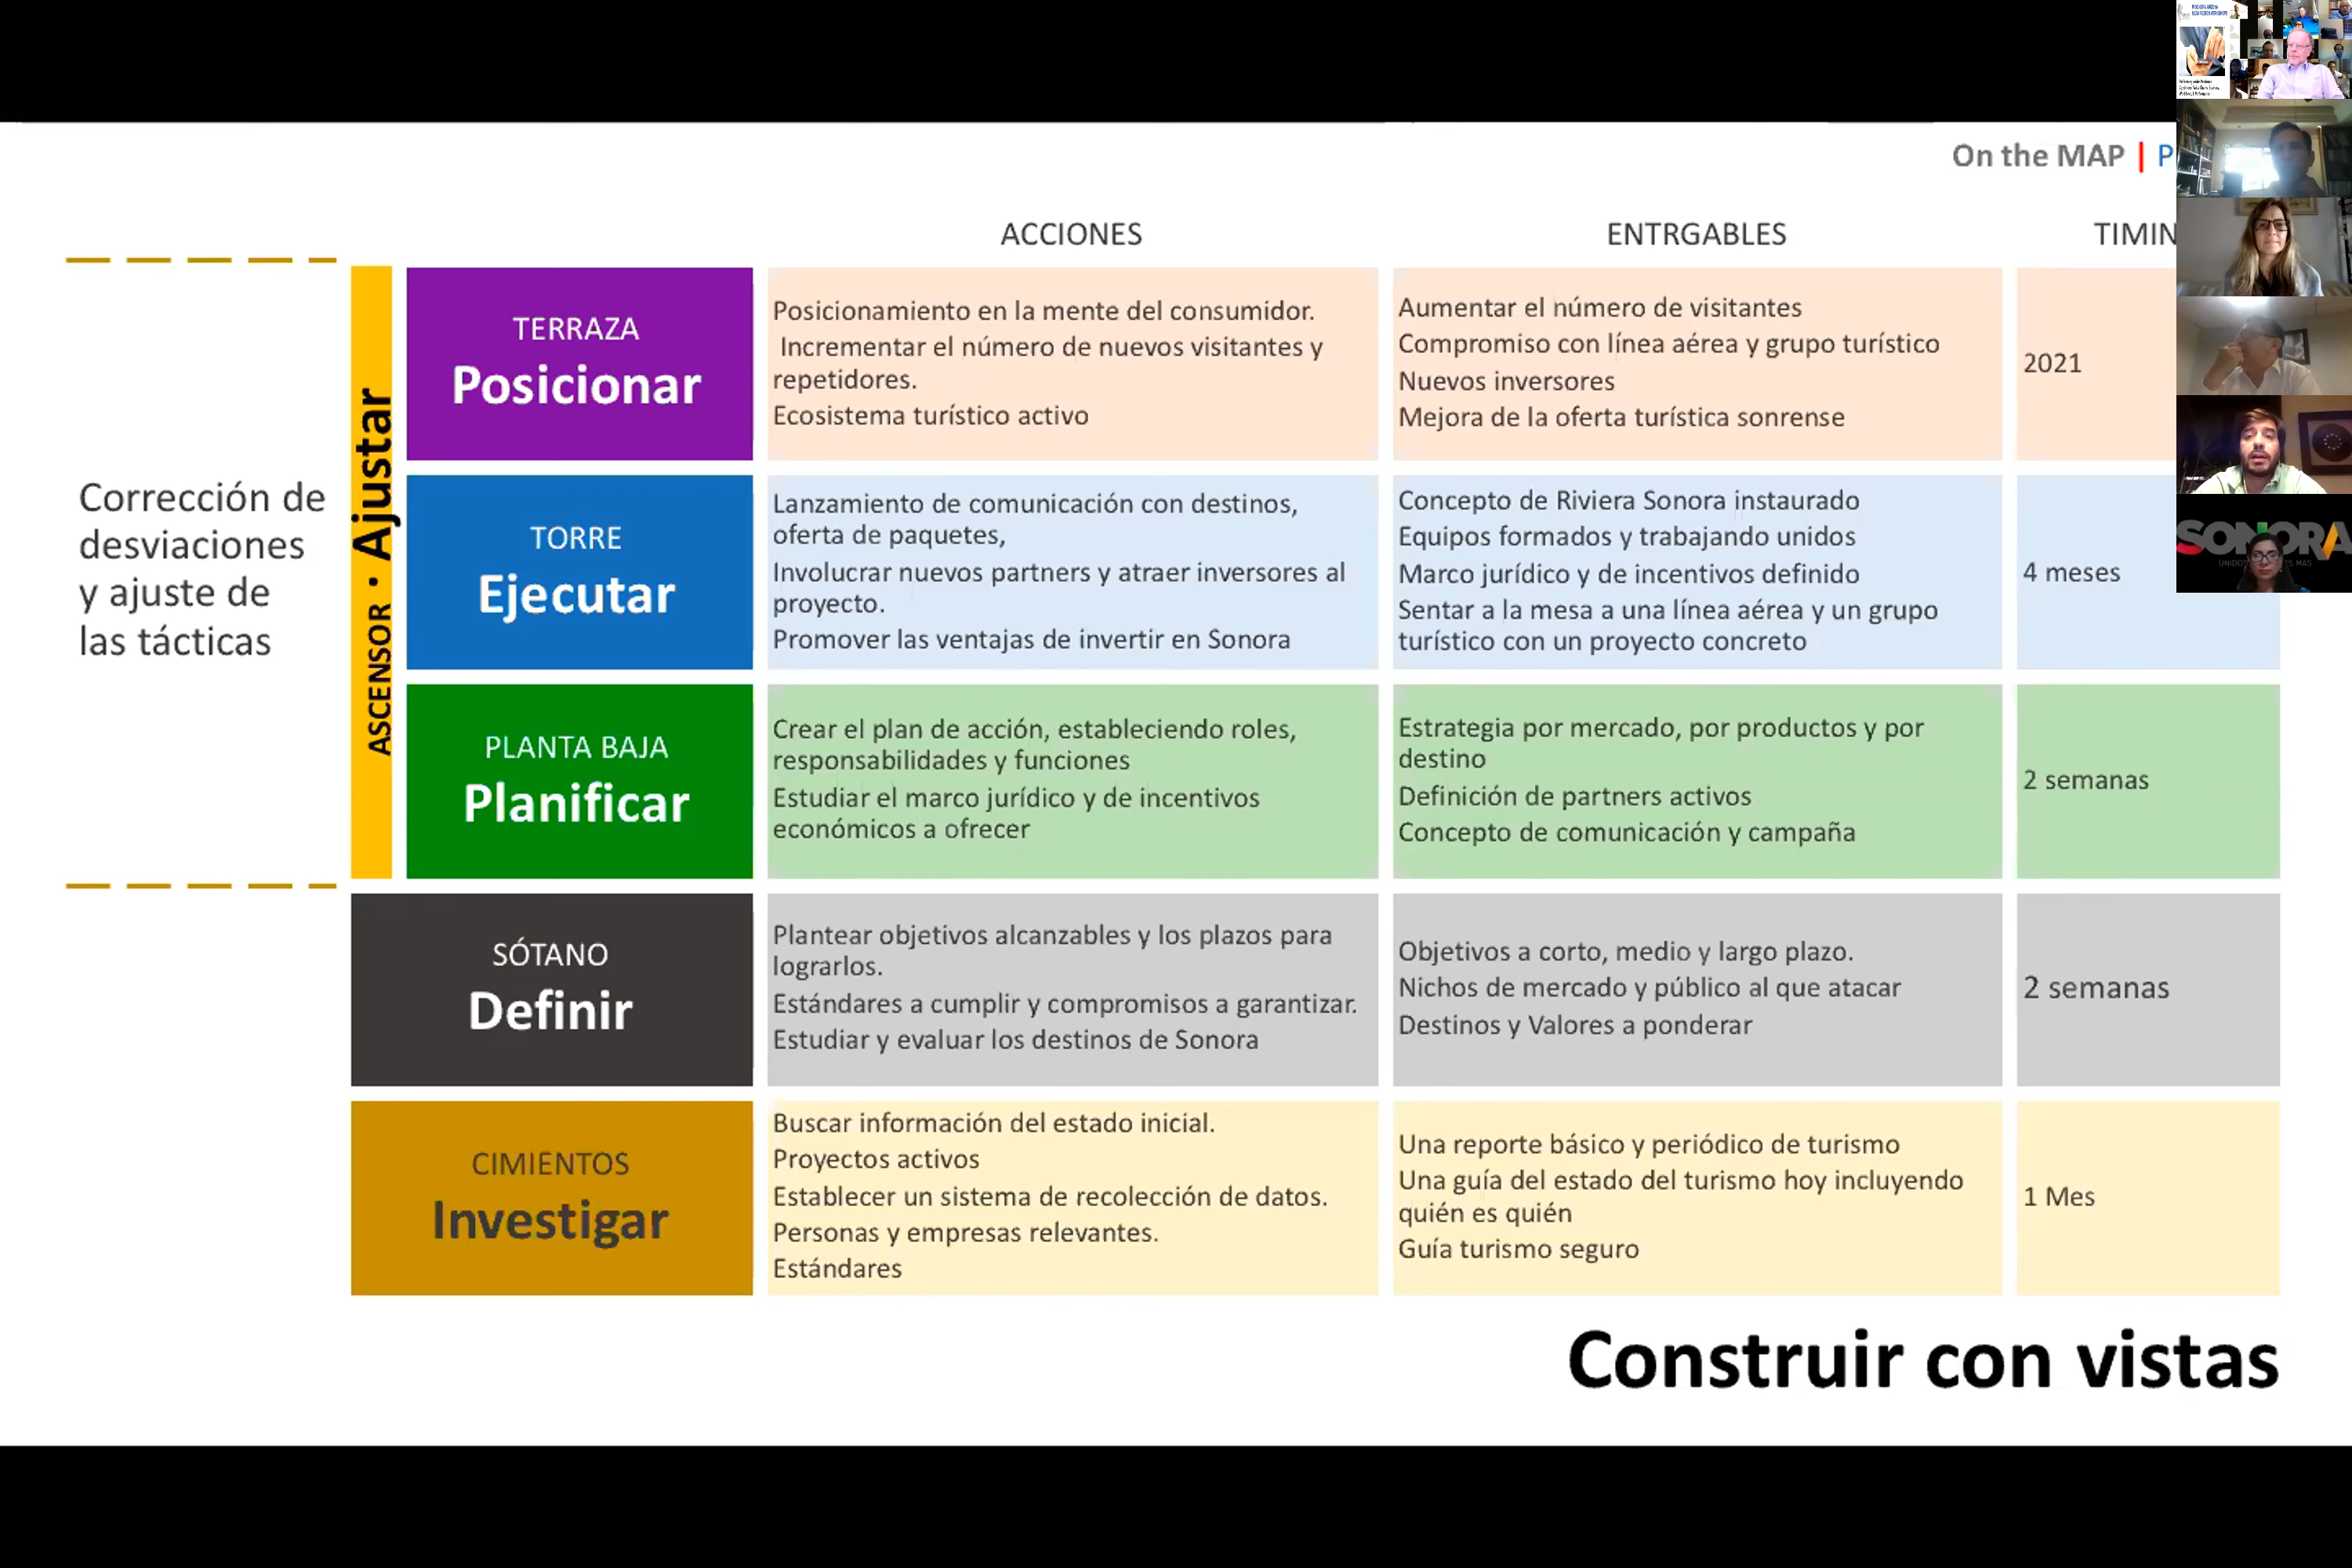 On the MAP | P
ACCIONES
ENTRGABLES
TIMIN
Corrección de
desviaciones
y ajuste de
las tácticas
ASCENSOR · Ajustar
TERRAZA
Posicionar
Posicionamiento en la mente del consumidor.
Incrementar el número de nuevos visitantes y
repetidores.
Ecosistema turístico activo
Aumentar el número de visitantes
Compromiso con línea aérea y grupo turístico
Nuevos inversores
Mejora de la oferta turística sonrense
2021
TORRE
Ejecutar
Lanzamiento de comunicación con destinos,
oferta de paquetes,
Involucrar nuevos partners y atraer inversores al
proyecto.
Promover las ventajas de invertir en Sonora
Concepto de Riviera Sonora instaurado
Equipos formados y trabajando unidos
Marco jurídico y de incentivos definido
Sentar a la mesa a una línea aérea y un grupo
turístico con un proyecto concreto
4 meses
PLANTA BAJA
Planificar
Crear el plan de acción, estableciendo roles,
responsabilidades y funciones
Estudiar el marco jurídico y de incentivos
económicos a ofrecer
Estrategia por mercado, por productos y por
destino
Definición de partners activos
Concepto de comunicación y campaña
2 semanas
SÓTANO
Definir
Plantear objetivos alcanzables y los plazos para
lograrlos.
Estándares a cumplir y compromisos a garantizar.
Estudiar y evaluar los destinos de Sonora
Objetivos a corto, medio y largo plazo.
Nichos de mercado y público al que atacar
Destinos y Valores a ponderar
2 semanas
CIMIENTOS
Investigar
Buscar información del estado inicial.
Proyectos activos
Establecer un sistema de recolección de datos.
Personas y empresas relevantes.
Estándares
Una reporte básico y periódico de turismo
Una guía del estado del turismo hoy incluyendo
quién es quién
Guía turismo seguro
1 Mes
Construir con vistas
SONORA